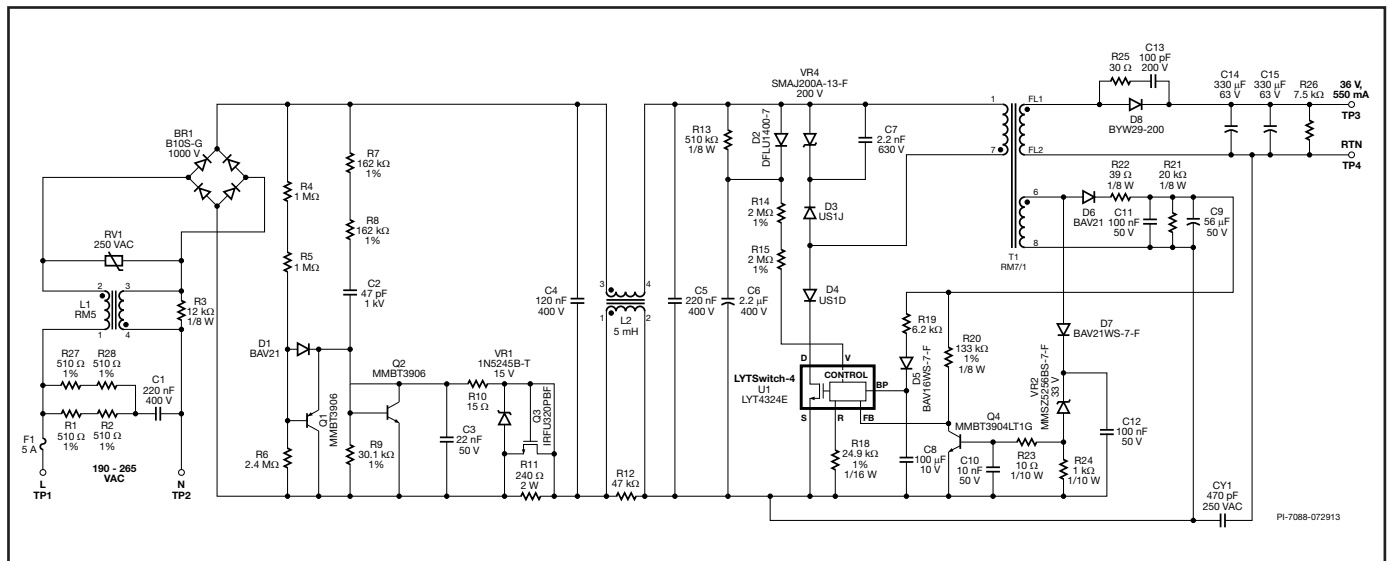 BR1
B10S-G
1000 V
RV1
250 VAC
2
3
L1
RM5
1
4
R3
12 kΩ
1/8 W
R27
510 Ω
1%
R28
510 Ω
1%
C1
220 nF
400 V
R1
510 Ω
1%
R2
510 Ω
1%
F1
5 A
190 - 265
VAC
L
TP1
N
TP2
R4
1 MΩ
R5
1 MΩ
D1
BAV21
R6
2.4 MΩ
Q1
MMBT3906
R7
162 kΩ
1%
R8
162 kΩ
1%
C2
47 pF
1 kV
Q2
MMBT3906
R9
30.1 kΩ
1%
C3
22 nF
50 V
R10
15 Ω
VR1
1N5245B-T
15 V
Q3
IRFU320PBF
R11
240 Ω
2 W
C4
120 nF
400 V
3
4
1
2
L2
5 mH
R12
47 kΩ
C5
220 nF
400 V
R13
510 kΩ
1/8 W
C6
2.2 µF
400 V
D2
DFLU1400-7
R14
2 MΩ
1%
R15
2 MΩ
1%
VR4
SMAJ200A-13-F
200 V
C7
2.2 nF
630 V
D3
US1J
D4
US1D
LYTSwitch-4
U1
LYT4324E
D
V
CONTROL
BP
S
R
FB
R18
24.9 kΩ
1%
1/16 W
C8
100 µF
10 V
R19
6.2 kΩ
D5
BAV16WS-7-F
R20
133 kΩ
1%
1/8 W
Q4
MMBT3904LT1G
C10
10 nF
50 V
R23
10 Ω
1/10 W
R24
1 kΩ
1/10 W
D7
BAV21WS-7-F
VR2
MMSZ5256BS-7-F
33 V
C12
100 nF
50 V
1
7
FL1
FL2
6
8
T1
RM7/1
D6
BAV21
R22
39 Ω
1/8 W
C11
100 nF
50 V
R21
20 kΩ
1/8 W
C9
56 µF
50 V
R25
30 Ω
C13
100 pF
200 V
D8
BYW29-200
C14
330 µF
63 V
C15
330 µF
63 V
R26
7.5 kΩ
36 V,
550 mA
TP3
RTN
TP4
CY1
470 pF
250 VAC
PI-7088-072913